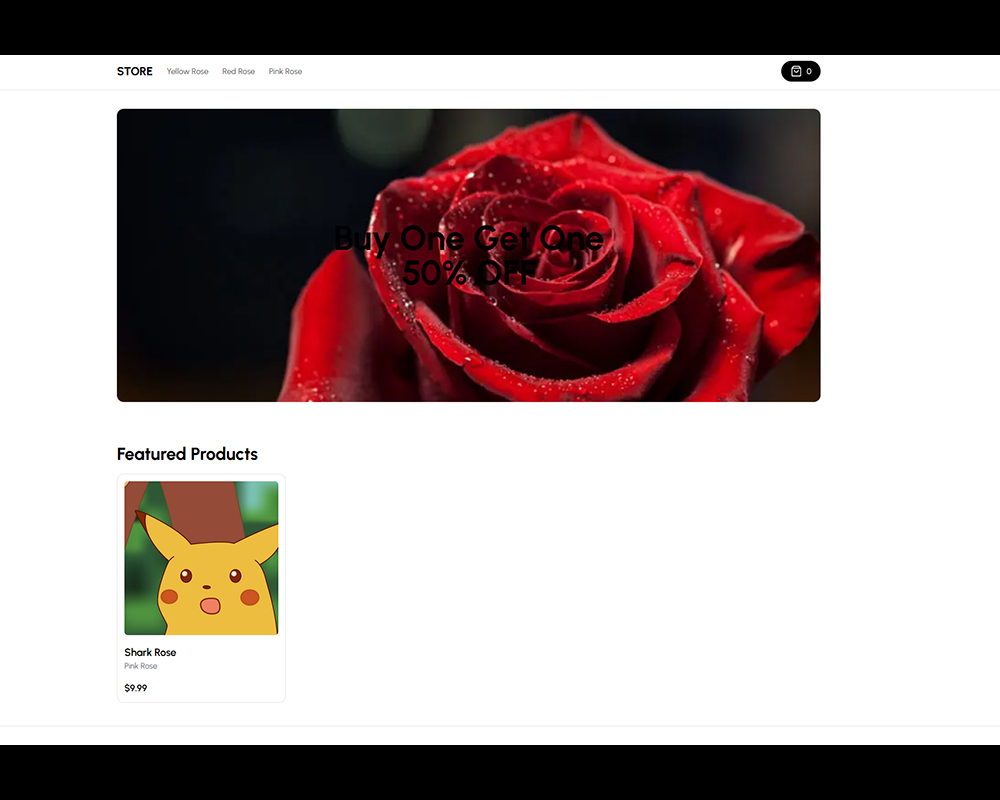 STORE Yellow Rose Red Rose Pink Rose 0
Buy One Get One
50% OFF
Featured Products
Shark Rose
Pink Rose
$9.99